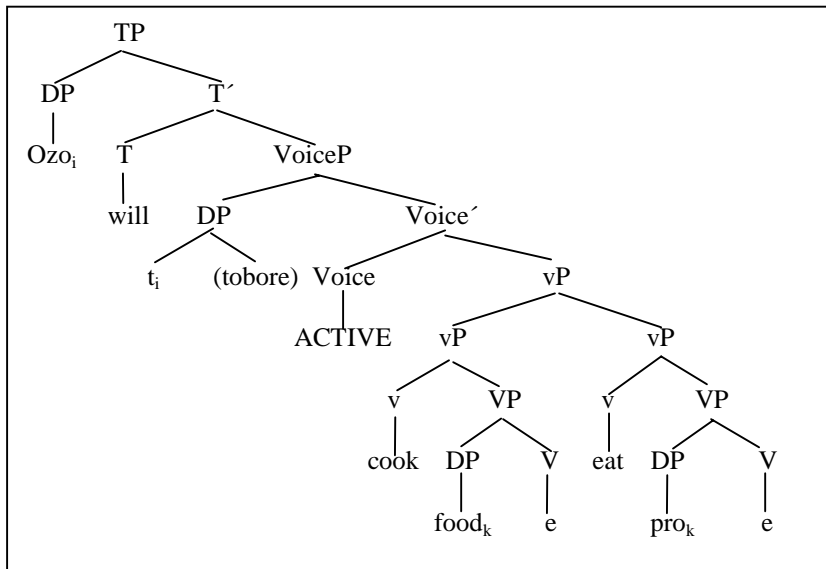 TP
DP T´
Ozoi T VoiceP
will DP Voice´
ti (tobore) Voice vP
ACTIVE vP vP
v VP v VP
cook DP V eat DP V
foodk e prok e